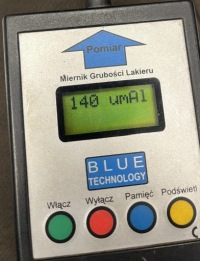 Pomiar
Miernik Grubości Lakieru
140 umAl
BLUE
TECHNOLOGY
Włącz Wyłącz Pamięć Podświetl